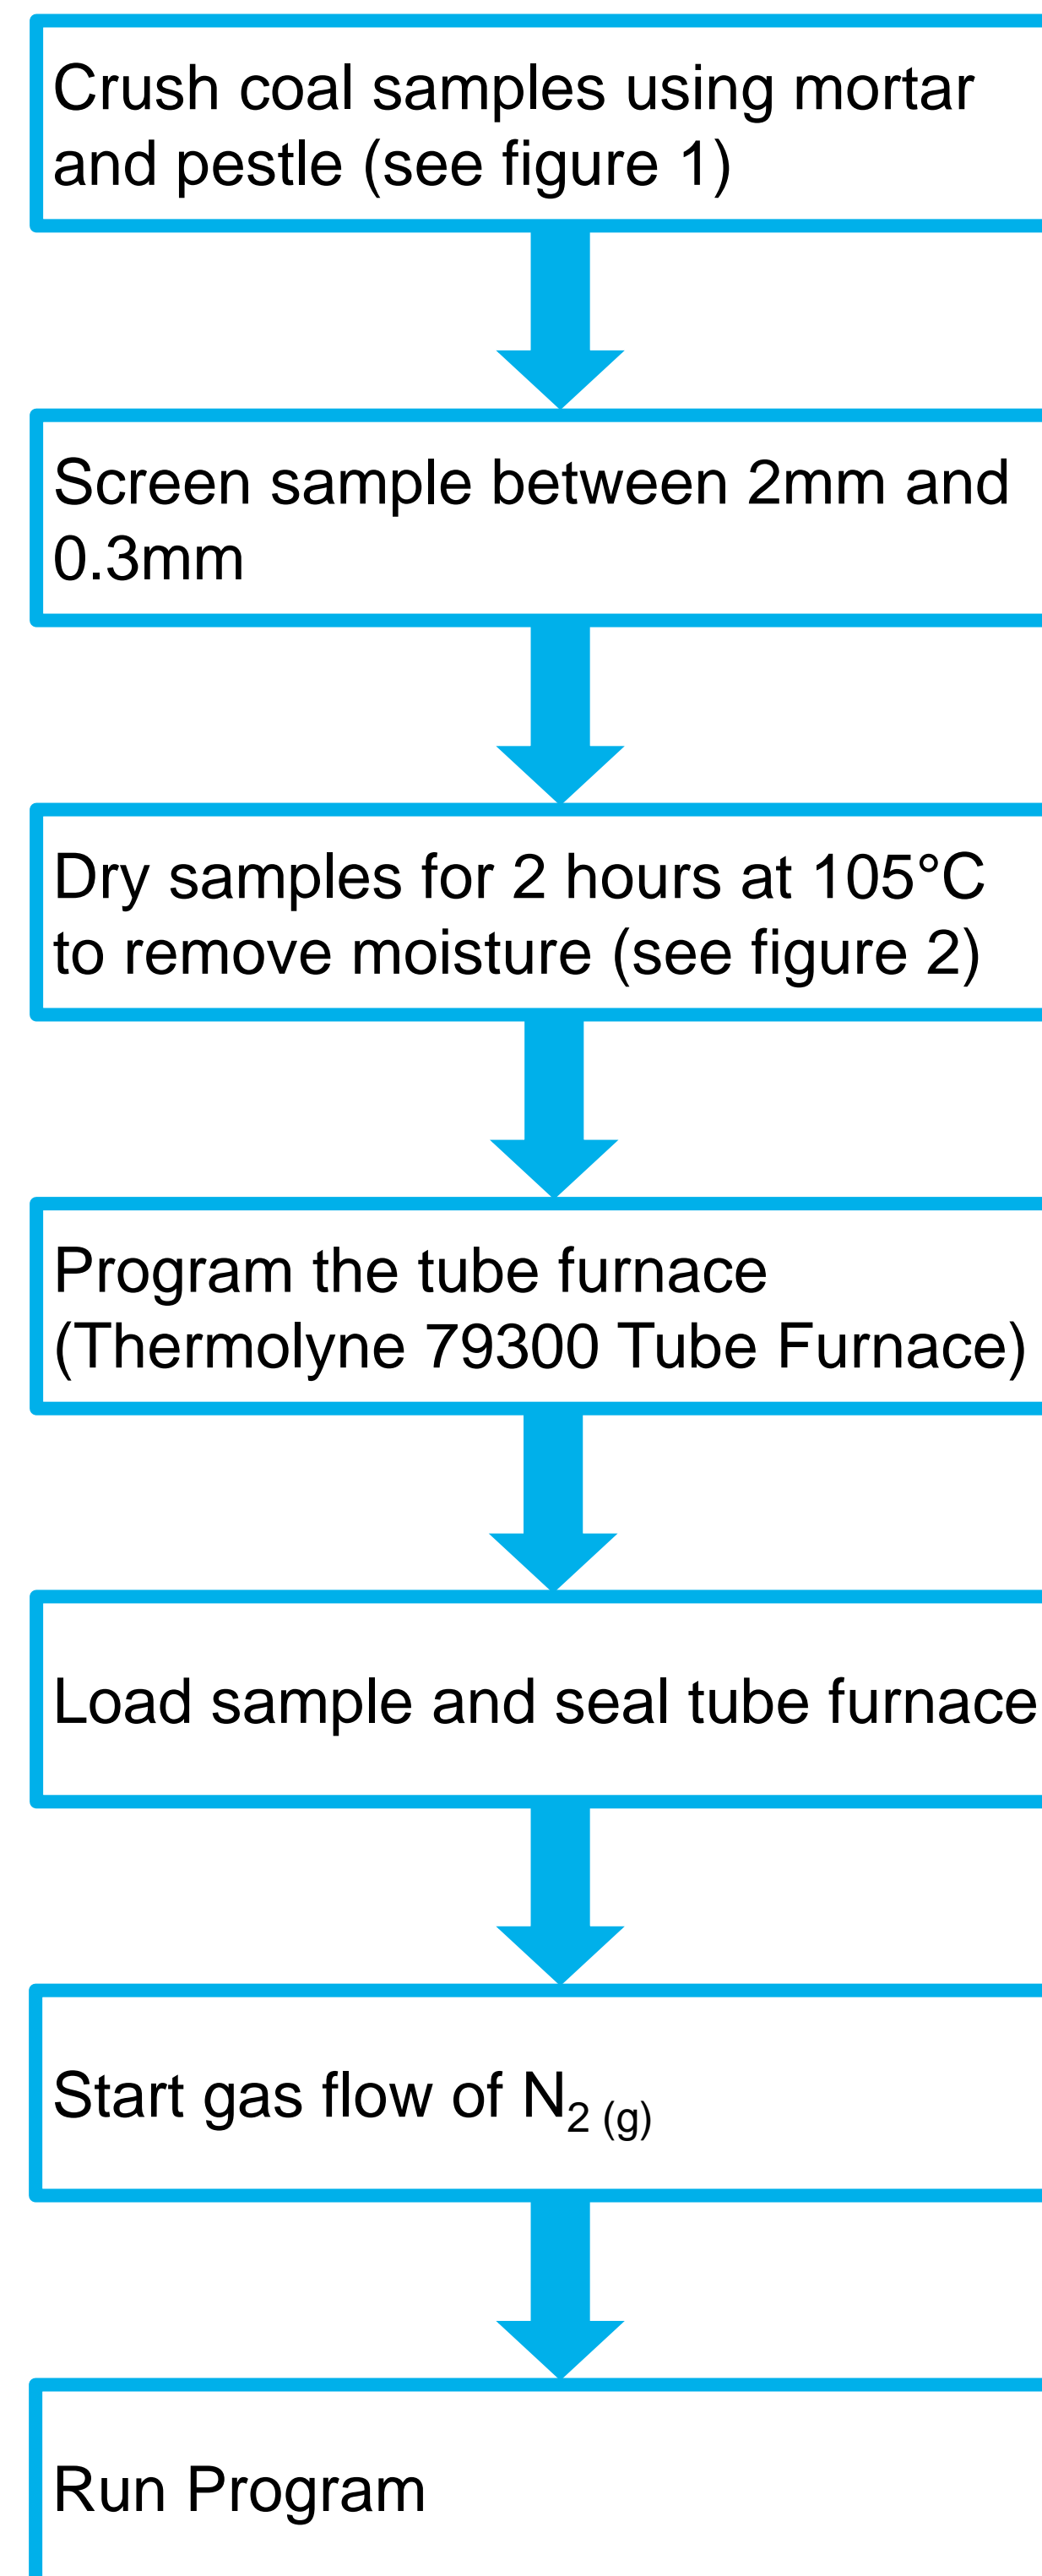 Crush coal samples using mortar
and pestle (see figure 1)
Screen sample between 2mm and
0.3mm
Dry samples for 2 hours at 105°C
to remove moisture (see figure 2)
Program the tube furnace
(Thermolyne 79300 Tube Furnace)
Load sample and seal tube furnace
Start gas flow of N₂ (g)
Run Program